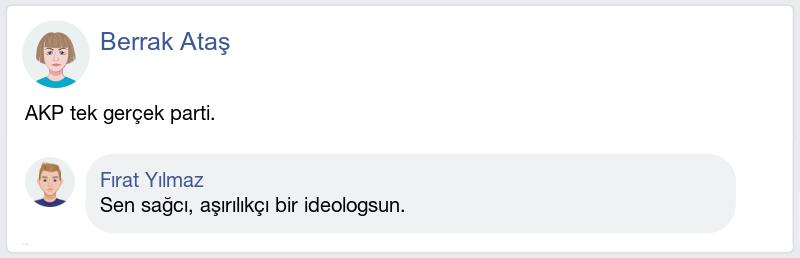 Berrak Ataş
AKP tek gerçek parti.
Fırat Yılmaz
Sen sağcı, aşırılıkçı bir ideologsun.